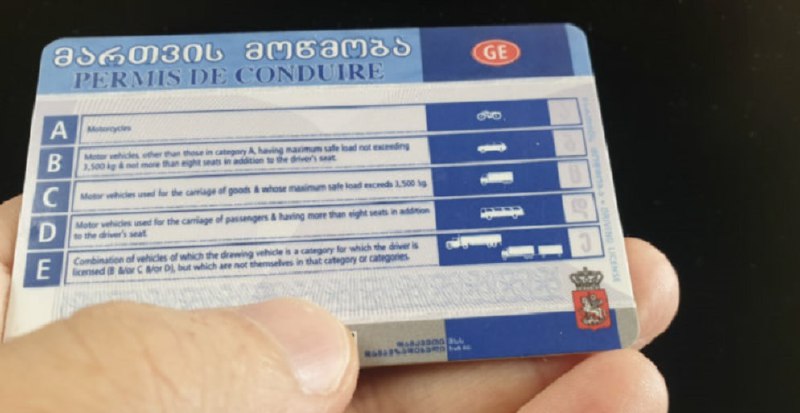 მართვის მოწმობა
GE
PERMIS DE CONDUIRE
A
Motorcycles
B
Motor vehicles, other than those in category A, having maximum safe load not exceeding
3,500 kg & not more than eight seats in addition to the driver's seat.
C
Motor vehicles used for the carriage of goods & whose maximum safe load exceeds 3,500 kg.
D
Motor vehicles used for the carriage of passengers & having more than eight seats in addition
to the driver's seat.
E
Combination of vehicles of which the drewing vehicle is a category for which the driver is
licensed (B &/or C &/or D), but which are not themselves in that category or categories.
დამკვეთი
დამამზადებელი